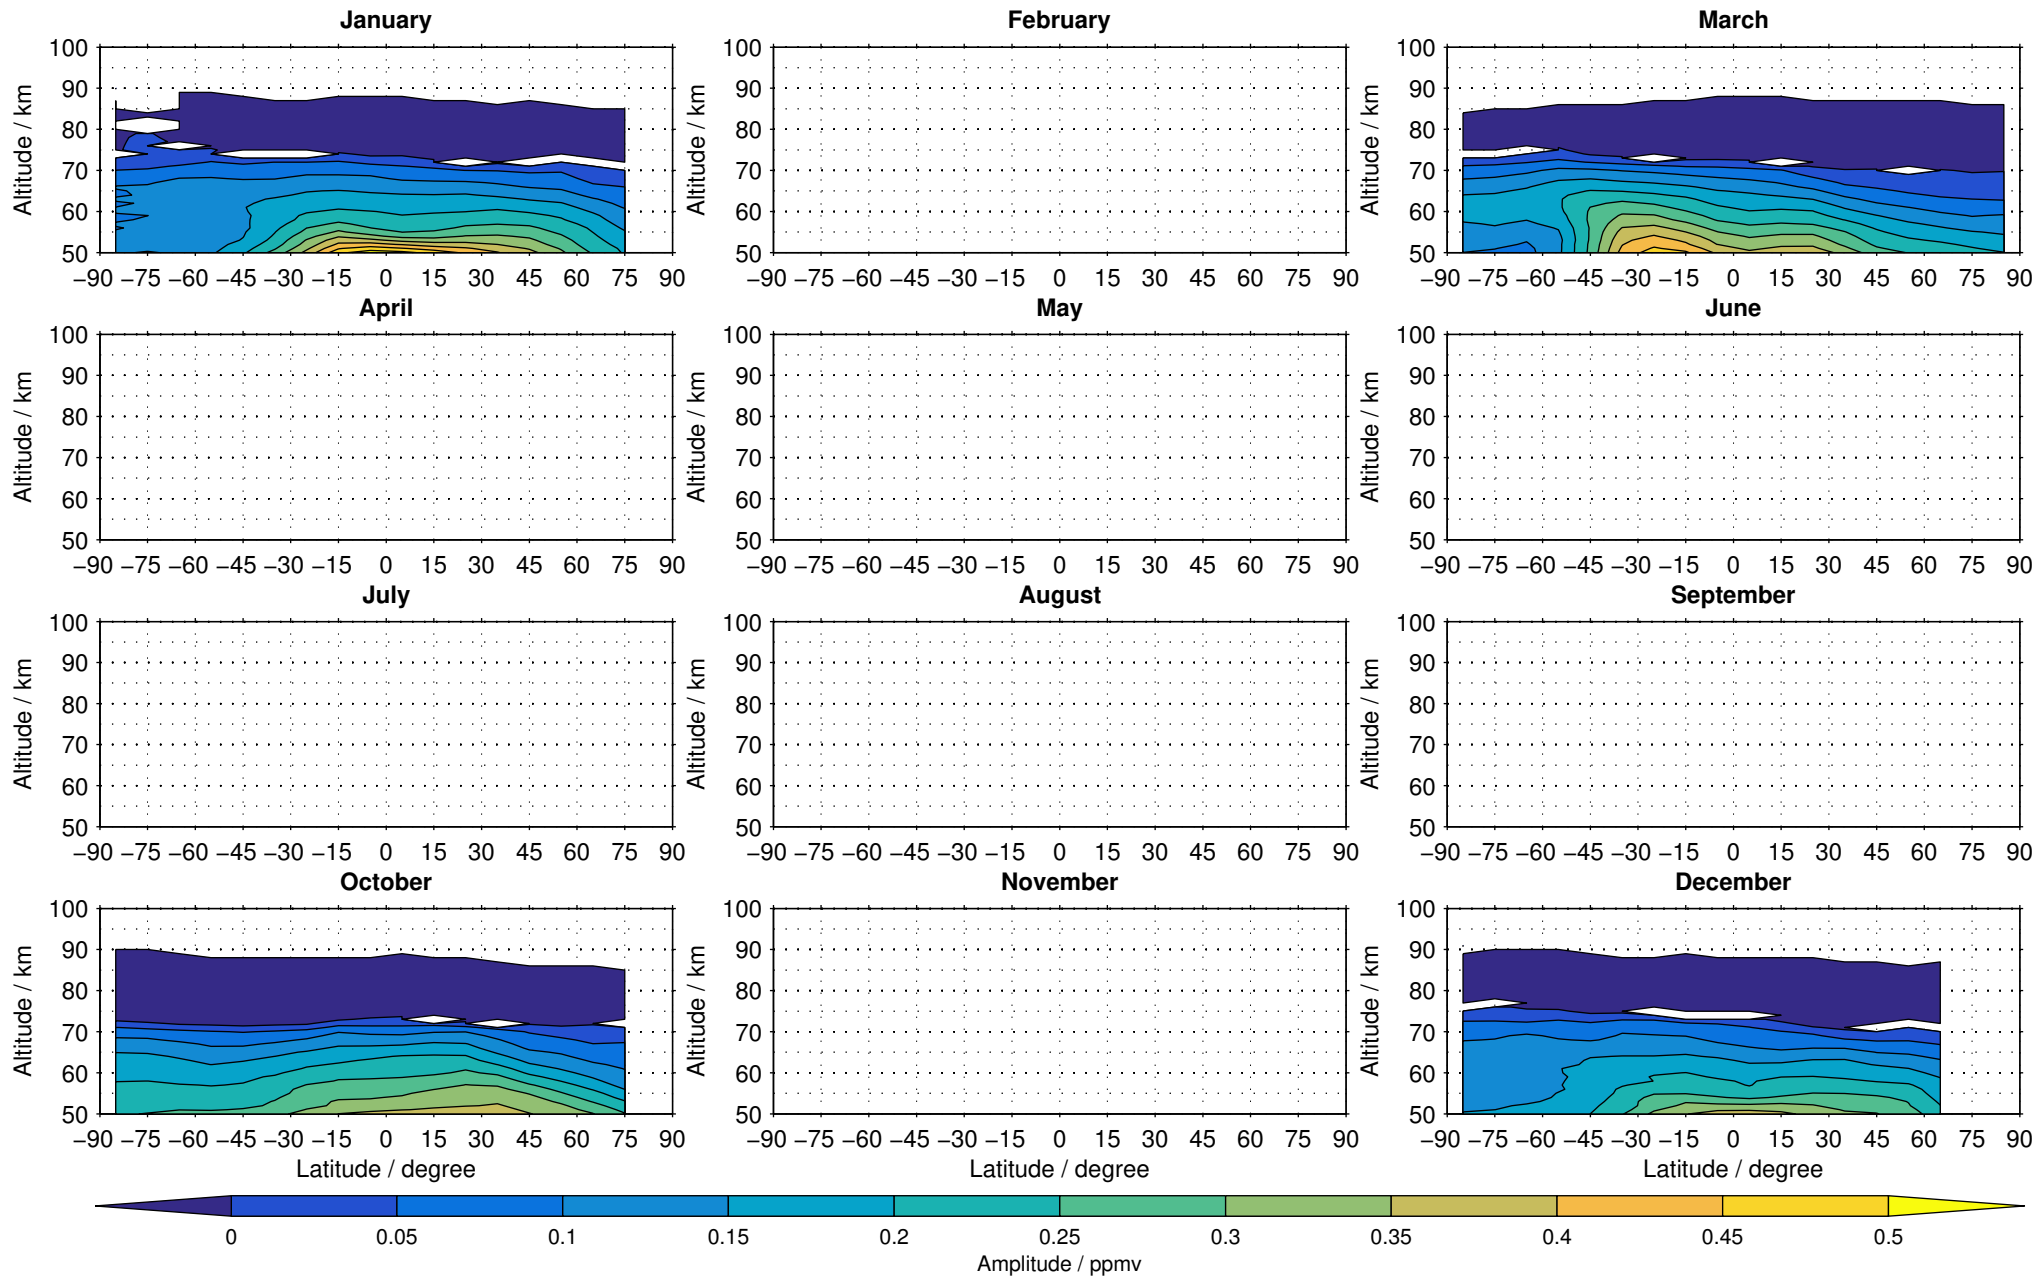 January February March
100 100 100
90 90 90
80 80 80
70 70 70
60 60 60
50 50 50
Altitude / km Altitude / km Altitude / km
−90 −75 −60 −45 −30 −15 0 15 30 45 60 75 90 −90 −75 −60 −45 −30 −15 0 15 30 45 60 75 90 −90 −75 −60 −45 −30 −15 0 15 30 45 60 75 90
April May June
100 100 100
90 90 90
80 80 80
70 70 70
60 60 60
50 50 50
Altitude / km Altitude / km Altitude / km
−90 −75 −60 −45 −30 −15 0 15 30 45 60 75 90 −90 −75 −60 −45 −30 −15 0 15 30 45 60 75 90 −90 −75 −60 −45 −30 −15 0 15 30 45 60 75 90
July August September
100 100 100
90 90 90
80 80 80
70 70 70
60 60 60
50 50 50
Altitude / km Altitude / km Altitude / km
−90 −75 −60 −45 −30 −15 0 15 30 45 60 75 90 −90 −75 −60 −45 −30 −15 0 15 30 45 60 75 90 −90 −75 −60 −45 −30 −15 0 15 30 45 60 75 90
October November December
100 100 100
90 90 90
80 80 80
70 70 70
60 60 60
50 50 50
Altitude / km Altitude / km Altitude / km
−90 −75 −60 −45 −30 −15 0 15 30 45 60 75 90 −90 −75 −60 −45 −30 −15 0 15 30 45 60 75 90 −90 −75 −60 −45 −30 −15 0 15 30 45 60 75 90
Latitude / degree Latitude / degree Latitude / degree
0 0.05 0.1 0.15 0.2 0.25 0.3 0.35 0.4 0.45 0.5
Amplitude / ppmv